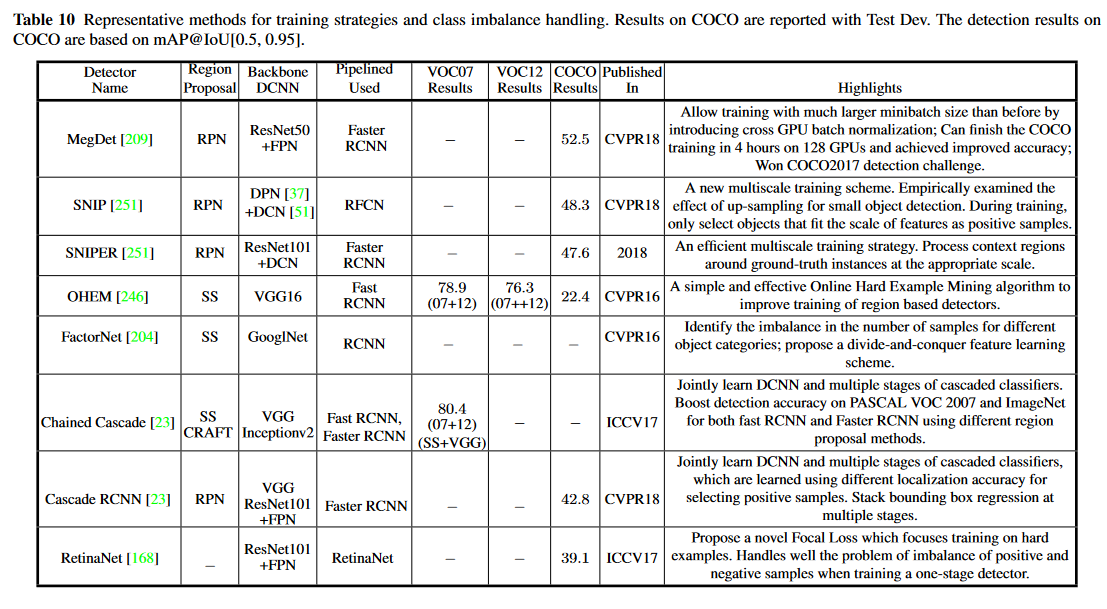 Table 10 Representative methods for training strategies and class imbalance handling. Results on COCO are reported with Test Dev. The detection results on
COCO are based on mAP@IoU[0.5, 0.95].
Detector Name | Region Proposal | Backbone DCNN | Pipelined Used | VOC07 Results | VOC12 Results | COCO Results | Published In | Highlights
MegDet [209] | RPN | ResNet50 +FPN | Faster RCNN | − | − | 52.5 | CVPR18 | Allow training with much larger minibatch size than before by
introducing cross GPU batch normalization; Can finish the COCO
training in 4 hours on 128 GPUs and achieved improved accuracy;
Won COCO2017 detection challenge.
SNIP [251] | RPN | DPN [37] +DCN [51] | RFCN | − | − | 48.3 | CVPR18 | A new multiscale training scheme. Empirically examined the
effect of up-sampling for small object detection. During training,
only select objects that fit the scale of features as positive samples.
SNIPER [251] | RPN | ResNet101 +DCN | Faster RCNN | − | − | 47.6 | 2018 | An efficient multiscale training strategy. Process context regions
around ground-truth instances at the appropriate scale.
OHEM [246] | SS | VGG16 | Fast RCNN | 78.9 (07+12) | 76.3 (07++12) | 22.4 | CVPR16 | A simple and effective Online Hard Example Mining algorithm to
improve training of region based detectors.
FactorNet [204] | SS | GooglNet | RCNN | − | − | − | CVPR16 | Identify the imbalance in the number of samples for different
object categories; propose a divide-and-conquer feature learning
scheme.
Chained Cascade [23] | SS CRAFT | VGG Inceptionv2 | Fast RCNN, Faster RCNN | 80.4 (07+12) (SS+VGG) | − | − | ICCV17 | Jointly learn DCNN and multiple stages of cascaded classifiers.
Boost detection accuracy on PASCAL VOC 2007 and ImageNet
for both fast RCNN and Faster RCNN using different region
proposal methods.
Cascade RCNN [23] | RPN | VGG ResNet101 +FPN | Faster RCNN | − | − | 42.8 | CVPR18 | Jointly learn DCNN and multiple stages of cascaded classifiers,
which are learned using different localization accuracy for
selecting positive samples. Stack bounding box regression at
multiple stages.
RetinaNet [168] | − | ResNet101 +FPN | RetinaNet | − | − | 39.1 | ICCV17 | Propose a novel Focal Loss which focuses training on hard
examples. Handles well the problem of imbalance of positive and
negative samples when training a one-stage detector.